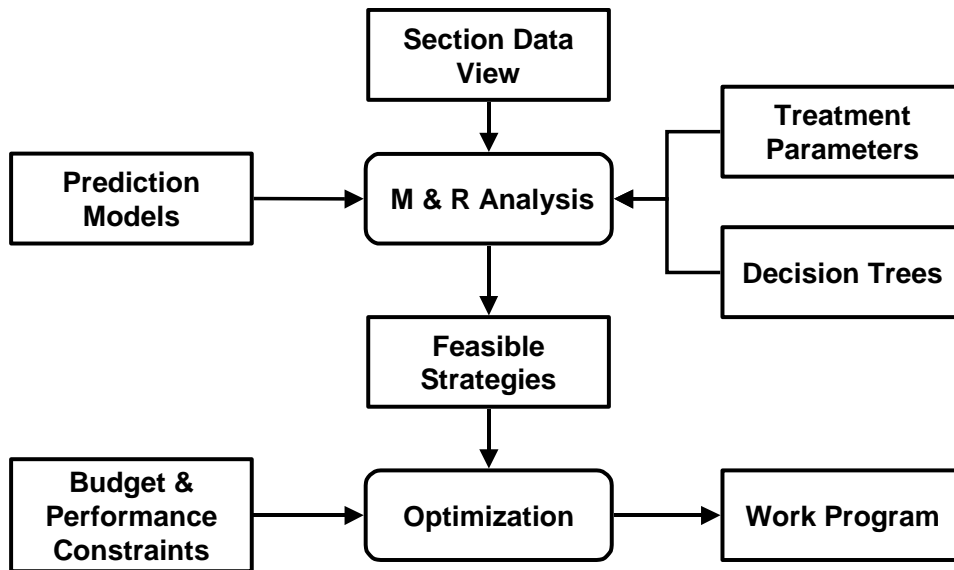 Section Data
View
Treatment
Parameters
Prediction
Models
M & R Analysis
Decision Trees
Feasible
Strategies
Budget &
Performance
Constraints
Optimization
Work Program